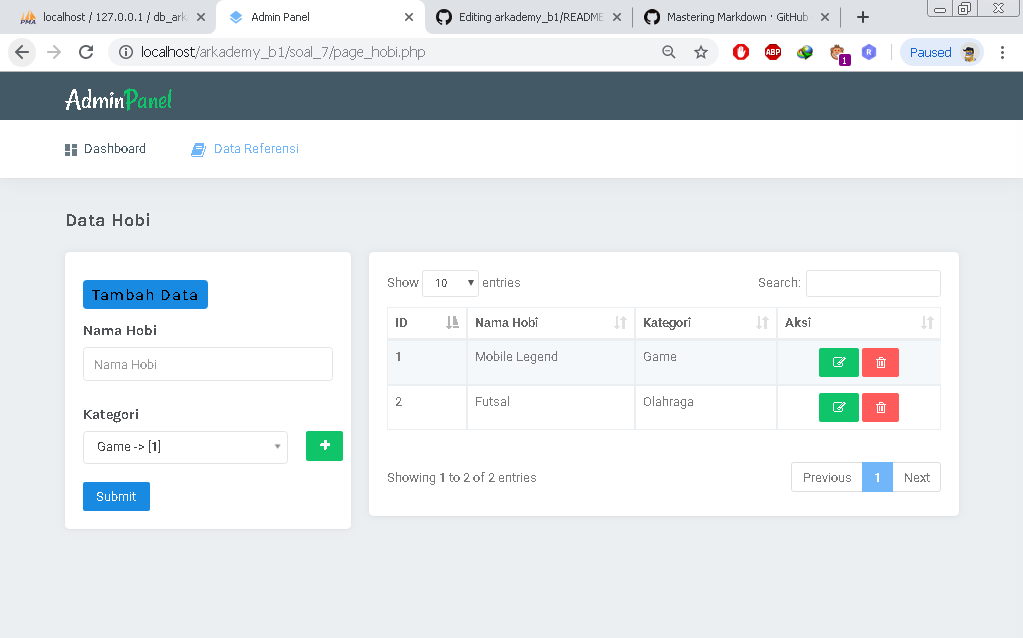 localhost / 127.0.0.1 / db_ark
Admin Panel
Editing arkademy_b1/README
Mastering Markdown · GitHub
localhost/arkademy_b1/soal_7/page_hobi.php
ABP
1
R
Paused
AdminPanel
Dashboard
Data Referensi
Data Hobi
Tambah Data
Nama Hobi
Nama Hobi
Kategori
Game -> [1]
+
Submit
Show 10 entries
Search:
ID Nama Hobi Kategori Aksi
1 Mobile Legend Game
2 Futsal Olahraga
Showing 1 to 2 of 2 entries
Previous 1 Next